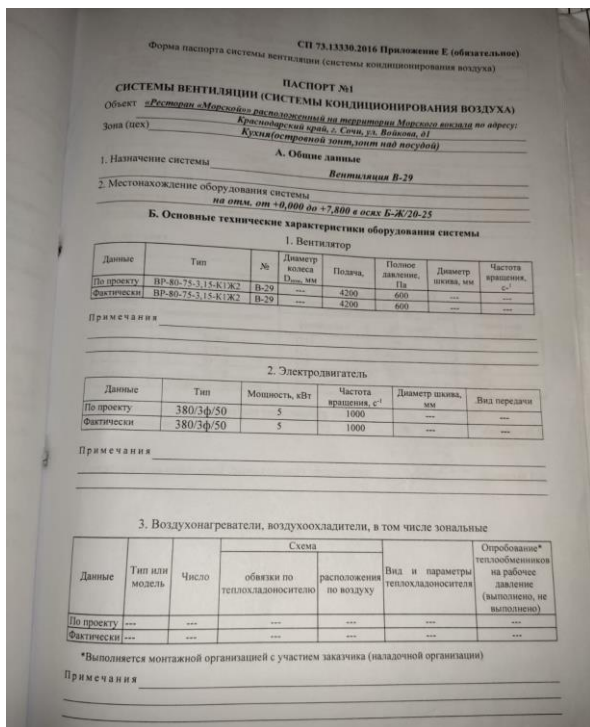 СП 73.13330.2016 Приложение Е (обязательное)
Форма паспорта системы вентиляции (системы кондиционирования воздуха)
ПАСПОРТ №1
СИСТЕМЫ ВЕНТИЛЯЦИИ (СИСТЕМЫ КОНДИЦИОНИРОВАНИЯ ВОЗДУХА)
Объект «Ресторан «Морской»» расположенный на территории Морского вокзала по адресу:
Краснодарский край, г. Сочи, ул. Войкова, д1
Зона (цех) Кухня(островной зонт,зонт над посудой)
А. Общие данные
1. Назначение системы Вентиляция В-29
2. Местонахождение оборудования системы
на отм. от +0,000 до +7,800 в осях Б-Ж/20-25
Б. Основные технические характеристики оборудования системы
1. Вентилятор
Данные Тип № Диаметр колеса Dном, мм Подача, Полное давление, Па Диаметр шкива, мм Частота вращения, с-1
По проекту ВР-80-75-3,15-К1Ж2 В-29 --- 4200 600 --- ---
Фактически ВР-80-75-3,15-К1Ж2 В-29 --- 4200 600 --- ---
Примечания
2. Электродвигатель
Данные Тип Мощность, кВт Частота вращения, с-1 Диаметр шкива, мм Вид передачи
По проекту 380/3ф/50 5 1000 --- ---
Фактически 380/3ф/50 5 1000 --- ---
Примечания
3. Воздухонагреватели, воздухоохладители, в том числе зональные
Данные Тип или модель Число Схема обвязки по теплохладоносителю расположения по воздуху Вид и параметры теплохладоносителя Опробование* теплообменников на рабочее давление (выполнено, не выполнено)
По проекту --- --- --- --- --- ---
Фактически --- --- --- --- --- ---
*Выполняется монтажной организацией с участием заказчика (наладочной организации)
Примечания